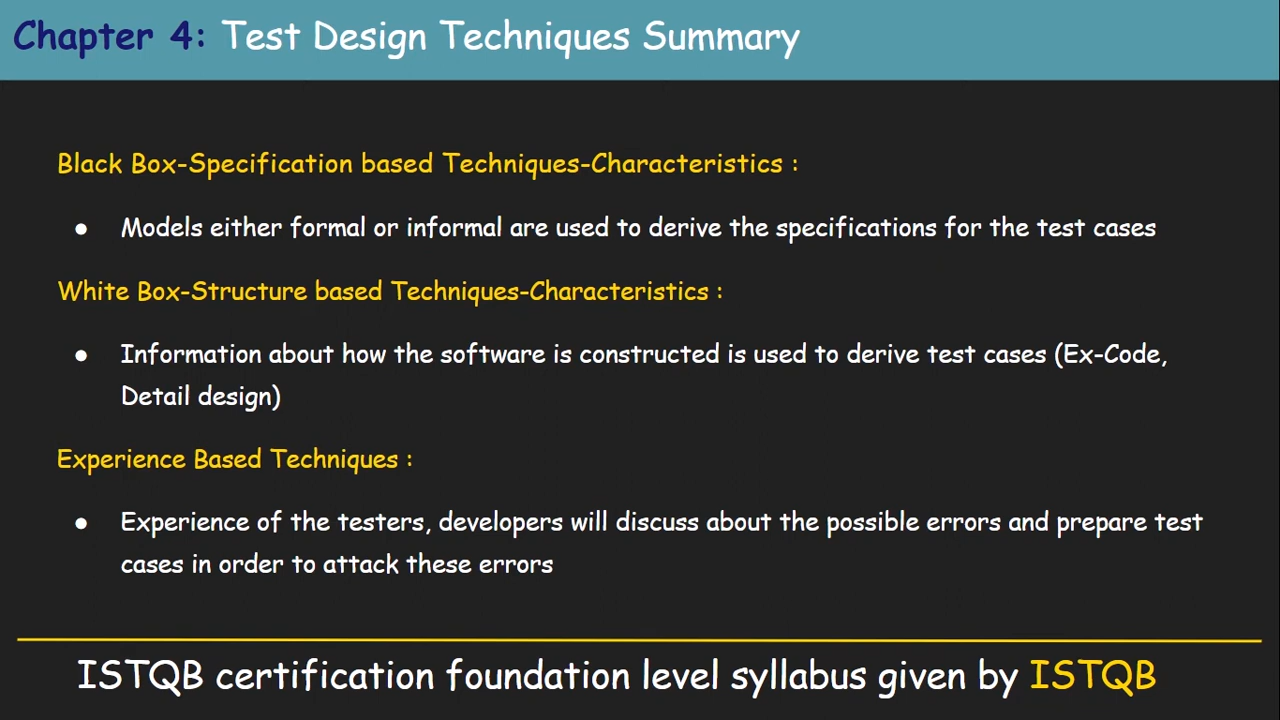 Chapter 4: Test Design Techniques Summary
Black Box-Specification based Techniques-Characteristics :
● Models either formal or informal are used to derive the specifications for the test cases
White Box-Structure based Techniques-Characteristics :
● Information about how the software is constructed is used to derive test cases (Ex-Code,
Detail design)
Experience Based Techniques :
● Experience of the testers, developers will discuss about the possible errors and prepare test
cases in order to attack these errors
ISTQB certification foundation level syllabus given by ISTQB